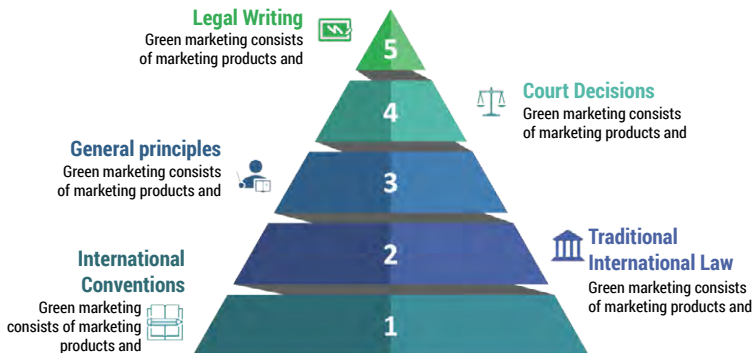 Legal Writing
Green marketing consists
of marketing products and
5
Court Decisions
Green marketing consists
of marketing products and
4
General principles
Green marketing consists
of marketing products and
3
Traditional
International Law
Green marketing consists
of marketing products and
2
International
Conventions
Green marketing
consists of marketing
products and
1